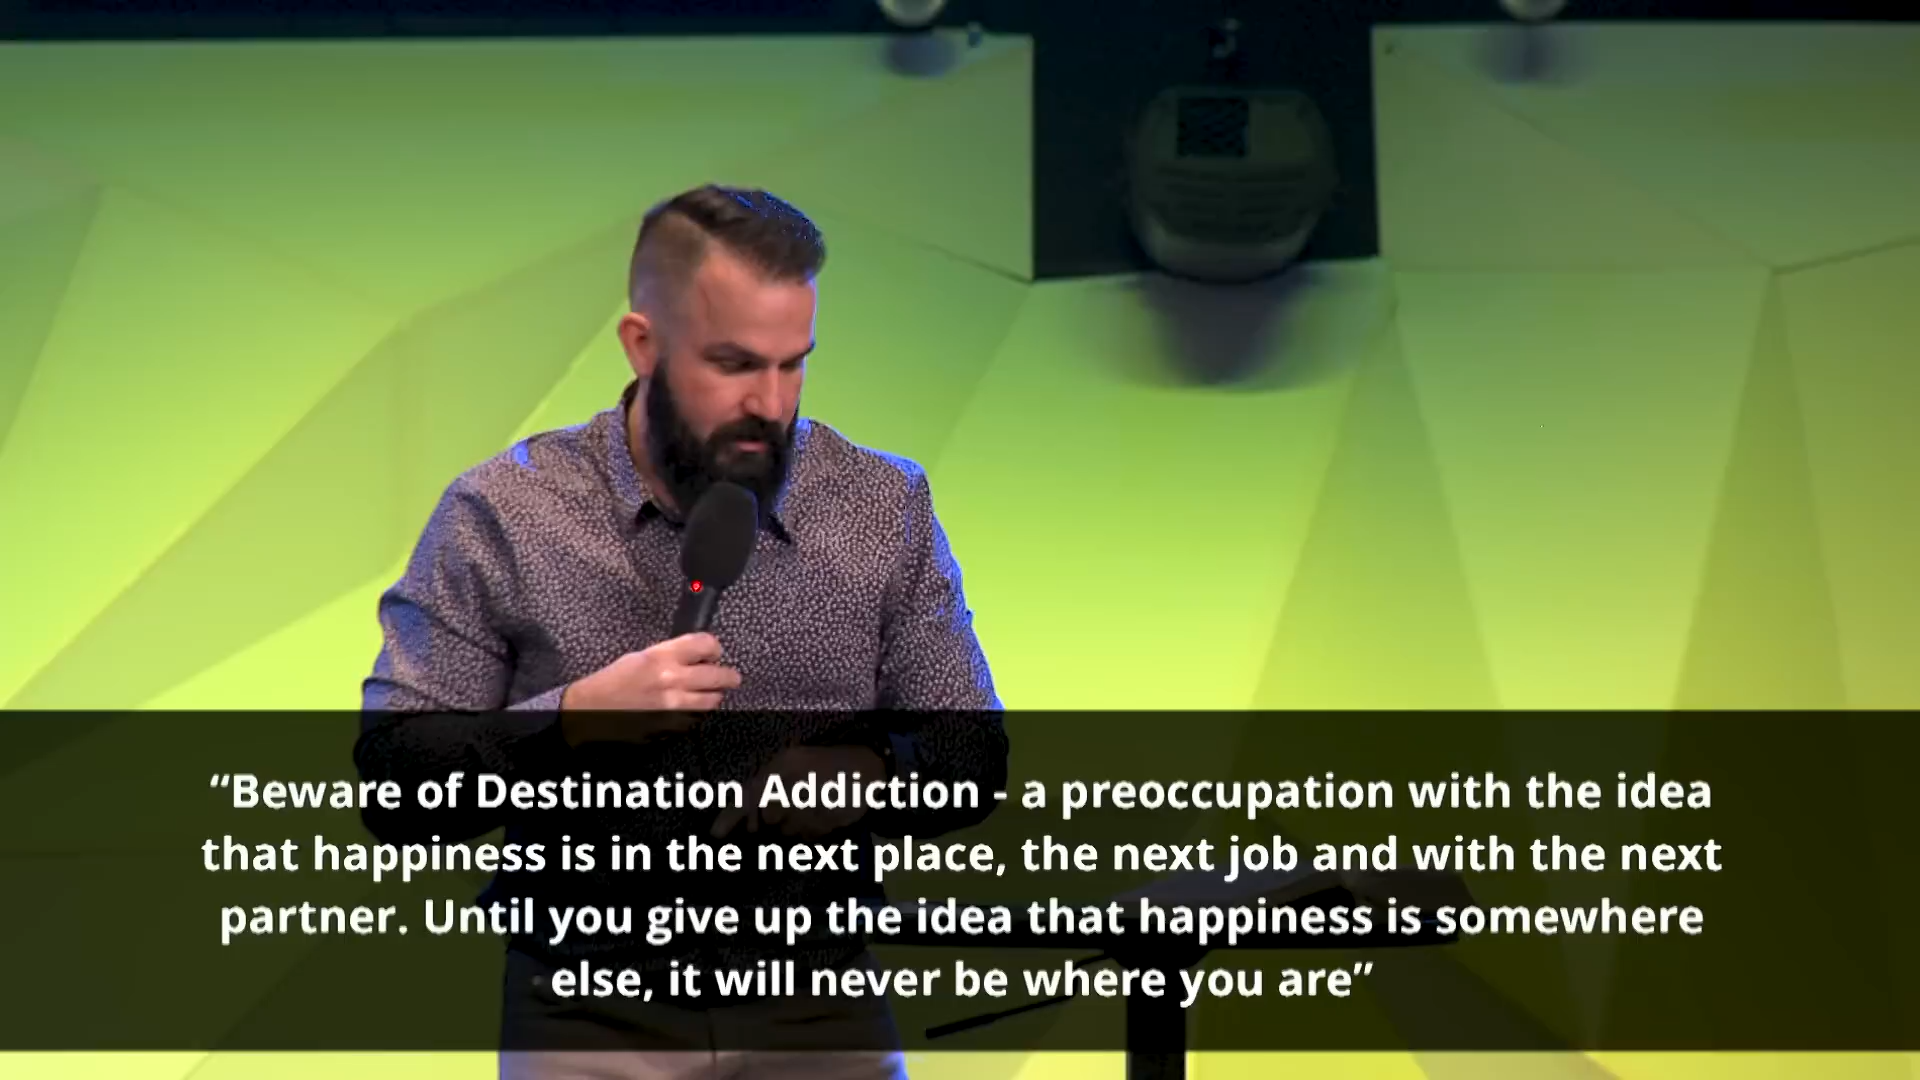 “Beware of Destination Addiction - a preoccupation with the idea
that happiness is in the next place, the next job and with the next
partner. Until you give up the idea that happiness is somewhere
else, it will never be where you are”